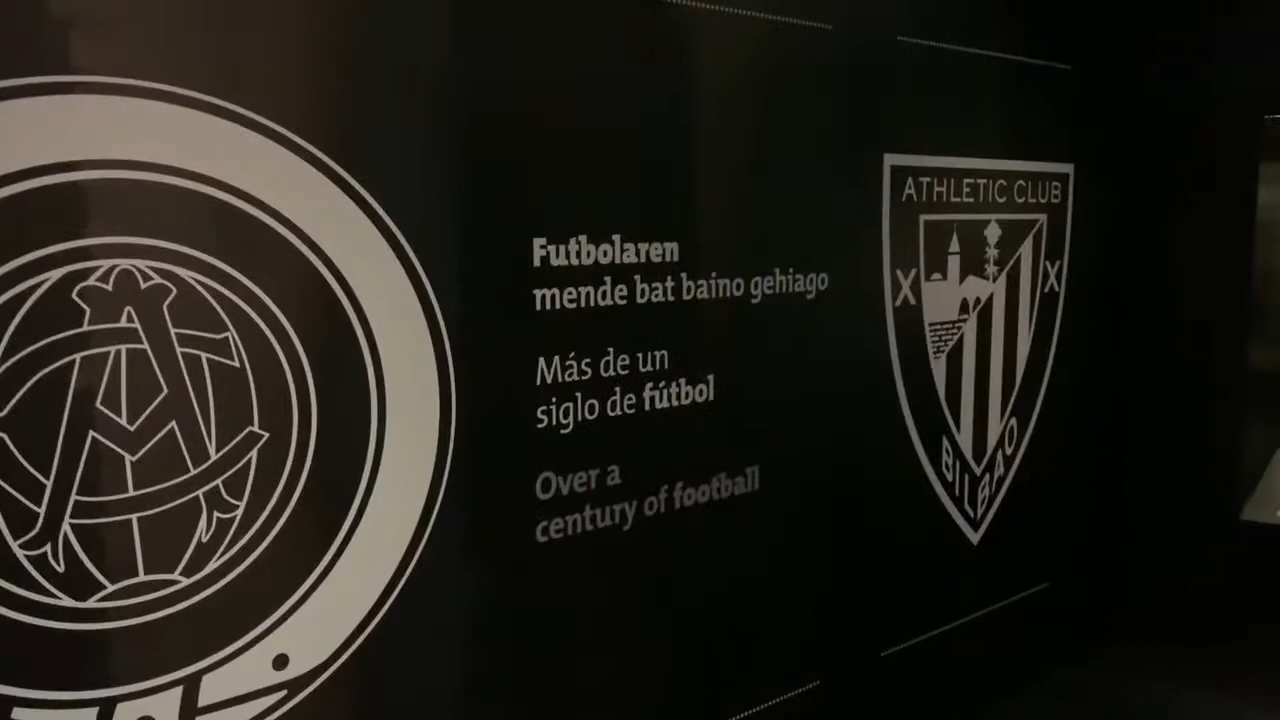 Futbolaren
mende bat baino gehiago
Más de un
siglo de fútbol
Over a
century of football
ATHLETIC CLUB
BILBAO